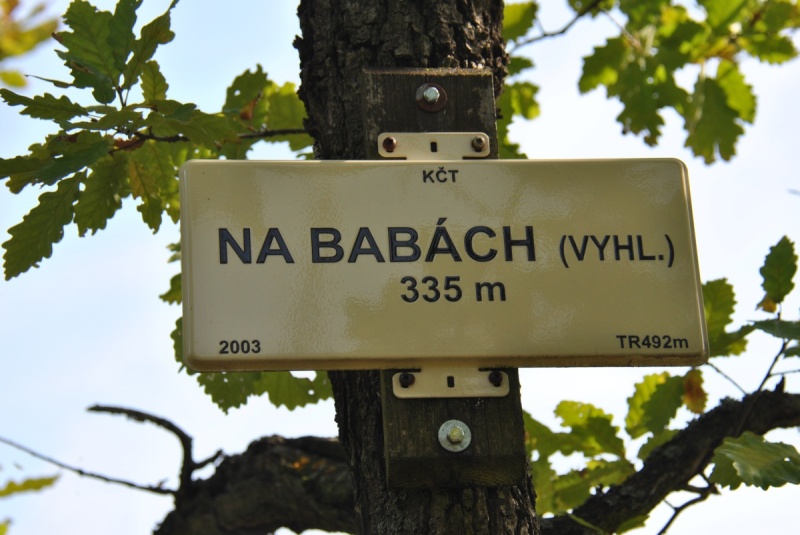 KČT
NA BABÁCH (VYHL.)
335 m
2003 TR492m